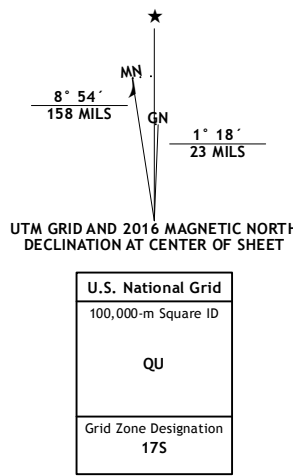 ★
MN
GN
8° 54´
158 MILS
1° 18´
23 MILS
UTM GRID AND 2016 MAGNETIC NORTH
DECLINATION AT CENTER OF SHEET
U.S. National Grid
100,000-m Square ID
QU
Grid Zone Designation
17S